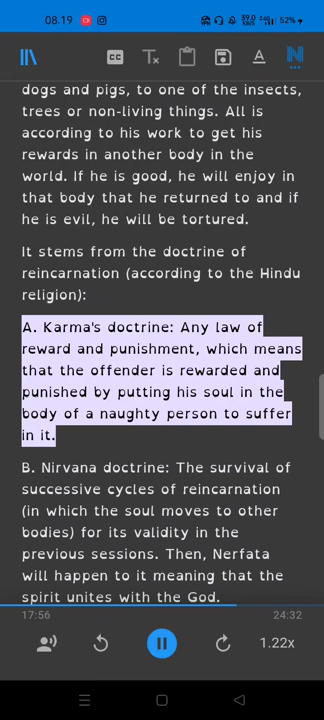 08.19
39.0
52%
CC
dogs and pigs, to one of the insects,
trees or non-living things. All is
according to his work to get his
rewards in another body in the
world. If he is good, he will enjoy in
that body that he returned to and if
he is evil, he will be tortured.
It stems from the doctrine of
reincarnation (according to the Hindu
religion):
A. Karma's doctrine: Any law of
reward and punishment, which means
that the offender is rewarded and
punished by putting his soul in the
body of a naughty person to suffer
in it.
B. Nirvana doctrine: The survival of
successive cycles of reincarnation
(in which the soul moves to other
bodies) for its validity in the
previous sessions. Then, Nerfata
will happen to it meaning that the
spirit unites with the God.
17:56
24:32
1.22x